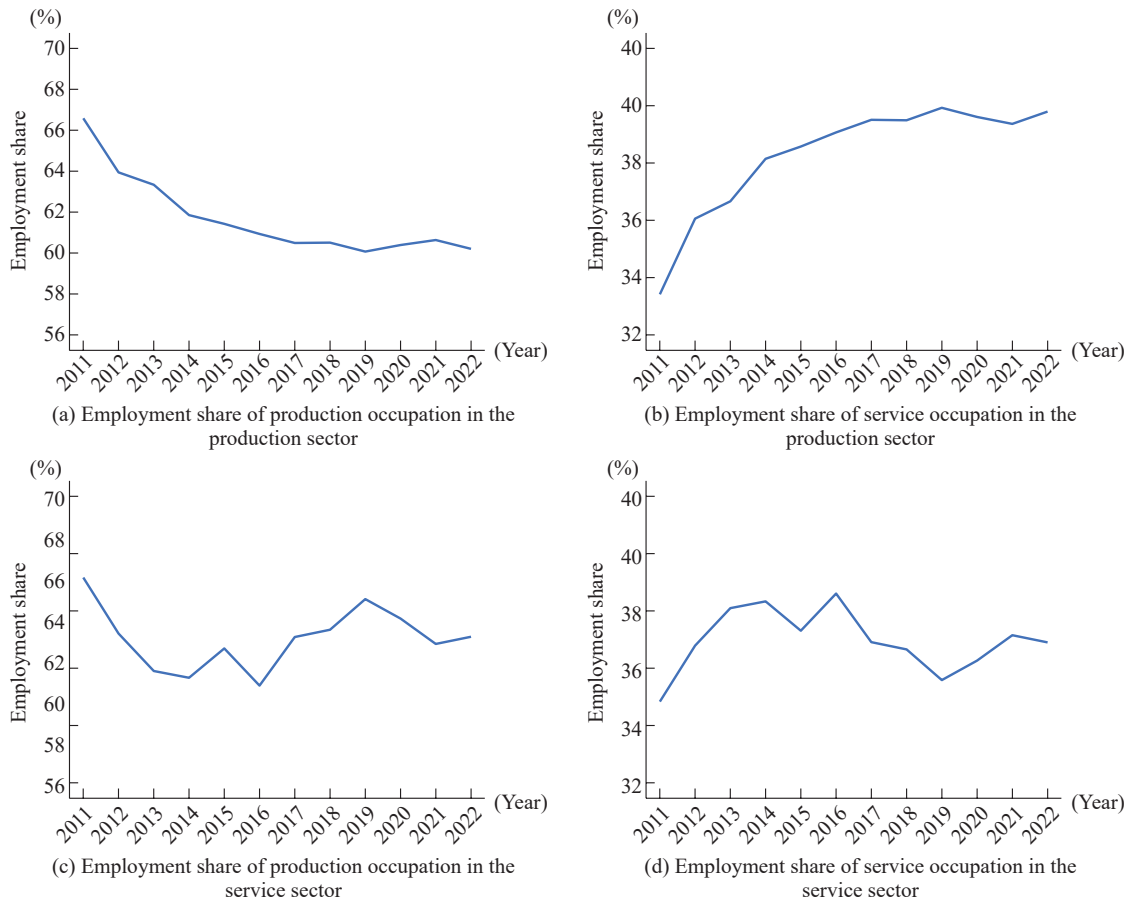 (%)
70
68
66
64
62
60
58
56
Employment share
2011 2012 2013 2014 2015 2016 2017 2018 2019 2020 2021 2022
(Year)
(a) Employment share of production occupation in the
production sector
(%)
40
40
38
36
34
32
Employment share
2011 2012 2013 2014 2015 2016 2017 2018 2019 2020 2021 2022
(Year)
(b) Employment share of service occupation in the
production sector
(%)
70
68
66
64
62
60
58
56
Employment share
2011 2012 2013 2014 2015 2016 2017 2018 2019 2020 2021 2022
(Year)
(c) Employment share of production occupation in the
service sector
(%)
40
40
38
36
34
32
Employment share
2011 2012 2013 2014 2015 2016 2017 2018 2019 2020 2021 2022
(Year)
(d) Employment share of service occupation in the
service sector